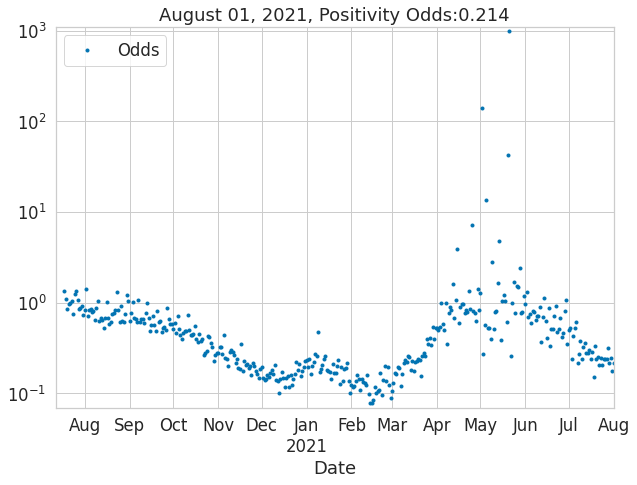 August 01, 2021, Positivity Odds:0.214
Odds
10³
10²
10¹
10⁰
10⁻¹
Aug Sep Oct Nov Dec Jan Feb Mar Apr May Jun Jul Aug
2021
Date